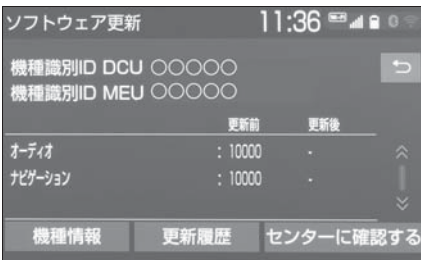 ソフトウェア更新 11:36
機種識別ID DCU ○○○○○
機種識別ID MEU ○○○○○
更新前 更新後
オーディオ : 10000 -
ナビゲーション : 10000 -
機種情報 更新履歴 センターに確認する